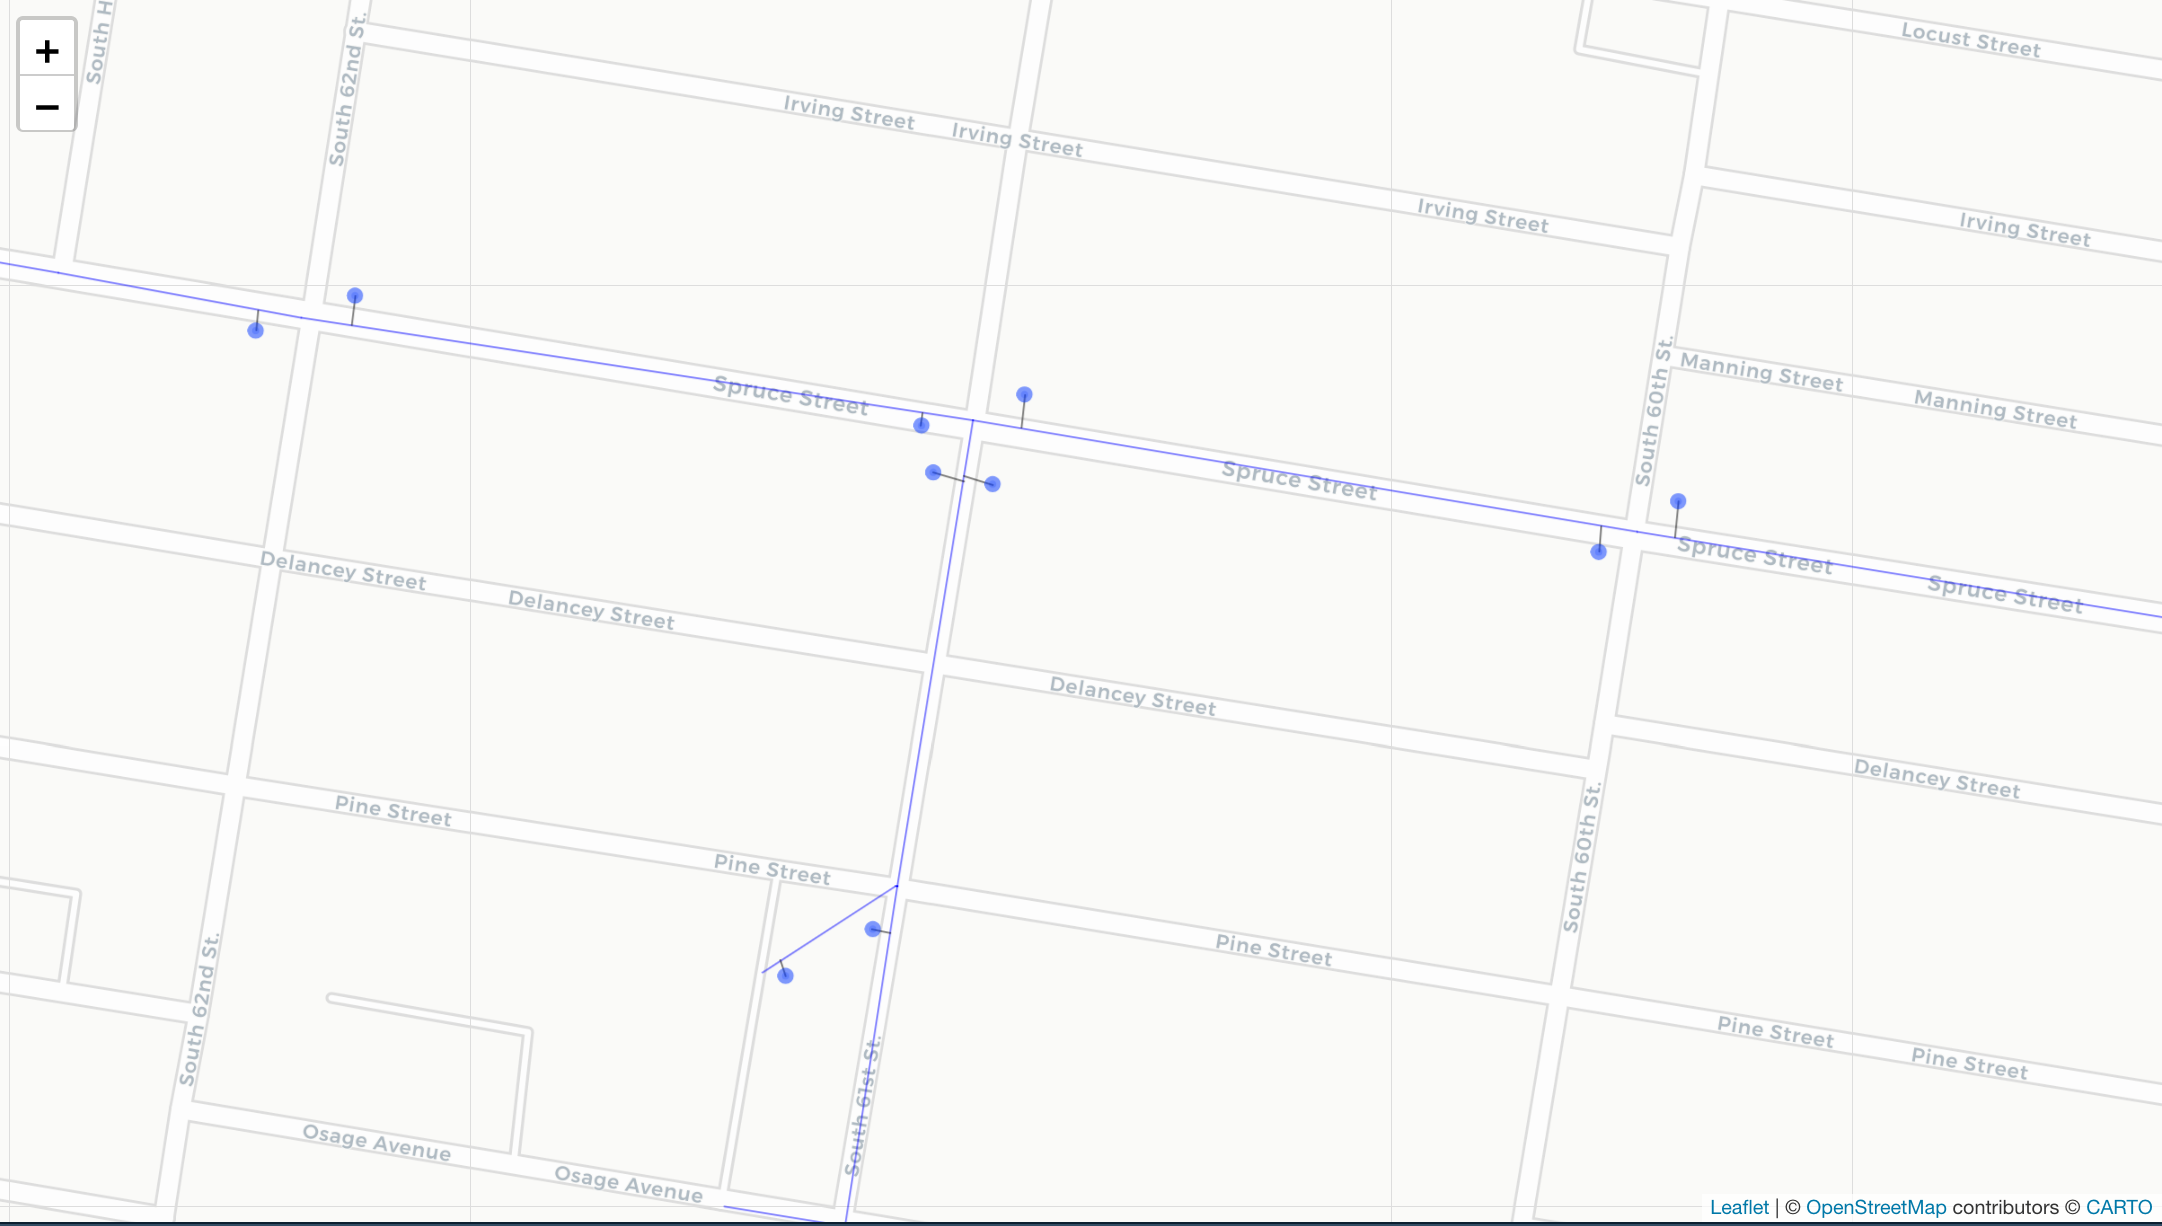 +
−
South H
South 62nd St.
Locust Street
Irving Street
Irving Street
Irving Street
Irving Street
South 60th St.
Manning Street
Manning Street
Spruce Street
Spruce Street
Spruce Street
Spruce Street
Delancey Street
Delancey Street
Delancey Street
Delancey Street
Pine Street
Pine Street
South 60th St.
Pine Street
South 62nd St.
Pine Street
Pine Street
South 61st St.
Osage Avenue
Osage Avenue
Leaflet | © OpenStreetMap contributors © CARTO